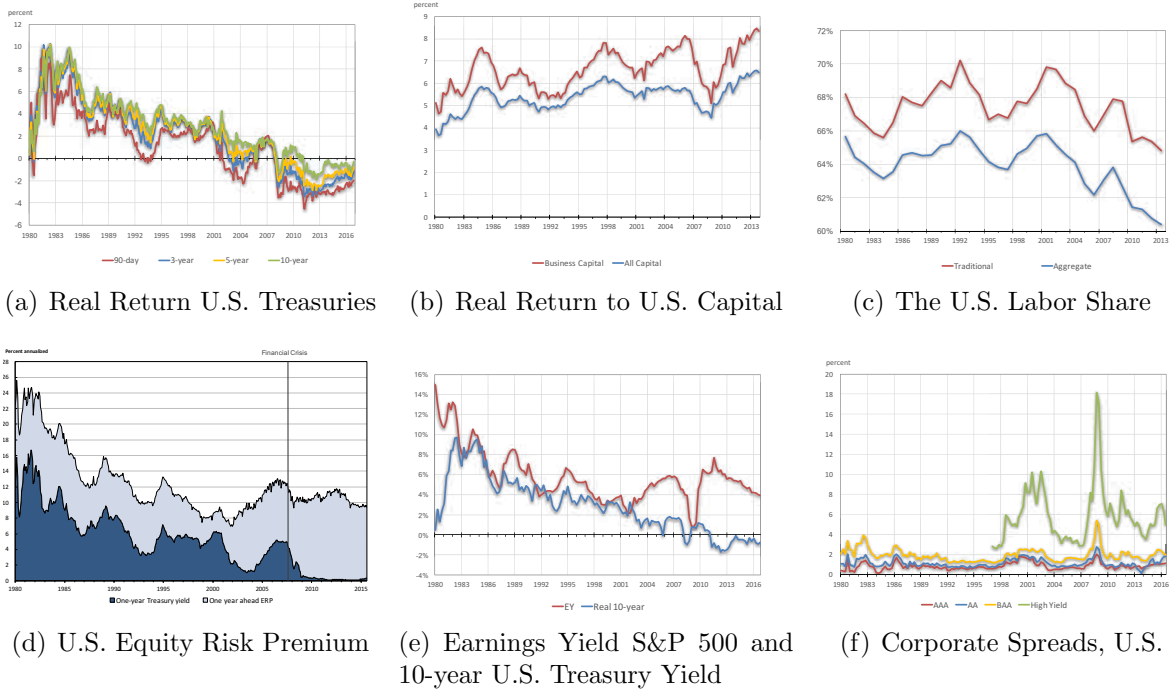 percent
12
10
8
6
4
2
0
-2
-4
-6
1980 1983 1986 1989 1992 1995 1998 2001 2004 2007 2010 2013 2016
90-day 3-year 5-year 10-year
(a) Real Return U.S. Treasuries
percent
9
8
7
6
5
4
3
2
1
0
1980 1983 1986 1989 1992 1995 1998 2001 2004 2007 2010 2013
Business Capital All Capital
(b) Real Return to U.S. Capital
72%
70%
68%
66%
64%
62%
60%
1980 1983 1986 1989 1992 1995 1998 2001 2004 2007 2010 2013
Traditional Aggregate
(c) The U.S. Labor Share
Percent annualized
Financial Crisis
28
26
24
22
20
18
16
14
12
10
8
6
4
2
0
1980 1985 1990 1995 2000 2005 2010 2015
One-year Treasury yield One year ahead ERP
(d) U.S. Equity Risk Premium
16%
14%
12%
10%
8%
6%
4%
2%
0%
-2%
-4%
1980 1983 1986 1989 1992 1995 1998 2001 2004 2007 2010 2013 2016
EY Real 10-year
(e) Earnings Yield S&P 500 and
10-year U.S. Treasury Yield
percent
20
18
16
14
12
10
8
6
4
2
0
1980 1983 1986 1989 1992 1995 1998 2001 2004 2007 2010 2013 2016
AAA AA BAA High Yield
(f) Corporate Spreads, U.S.